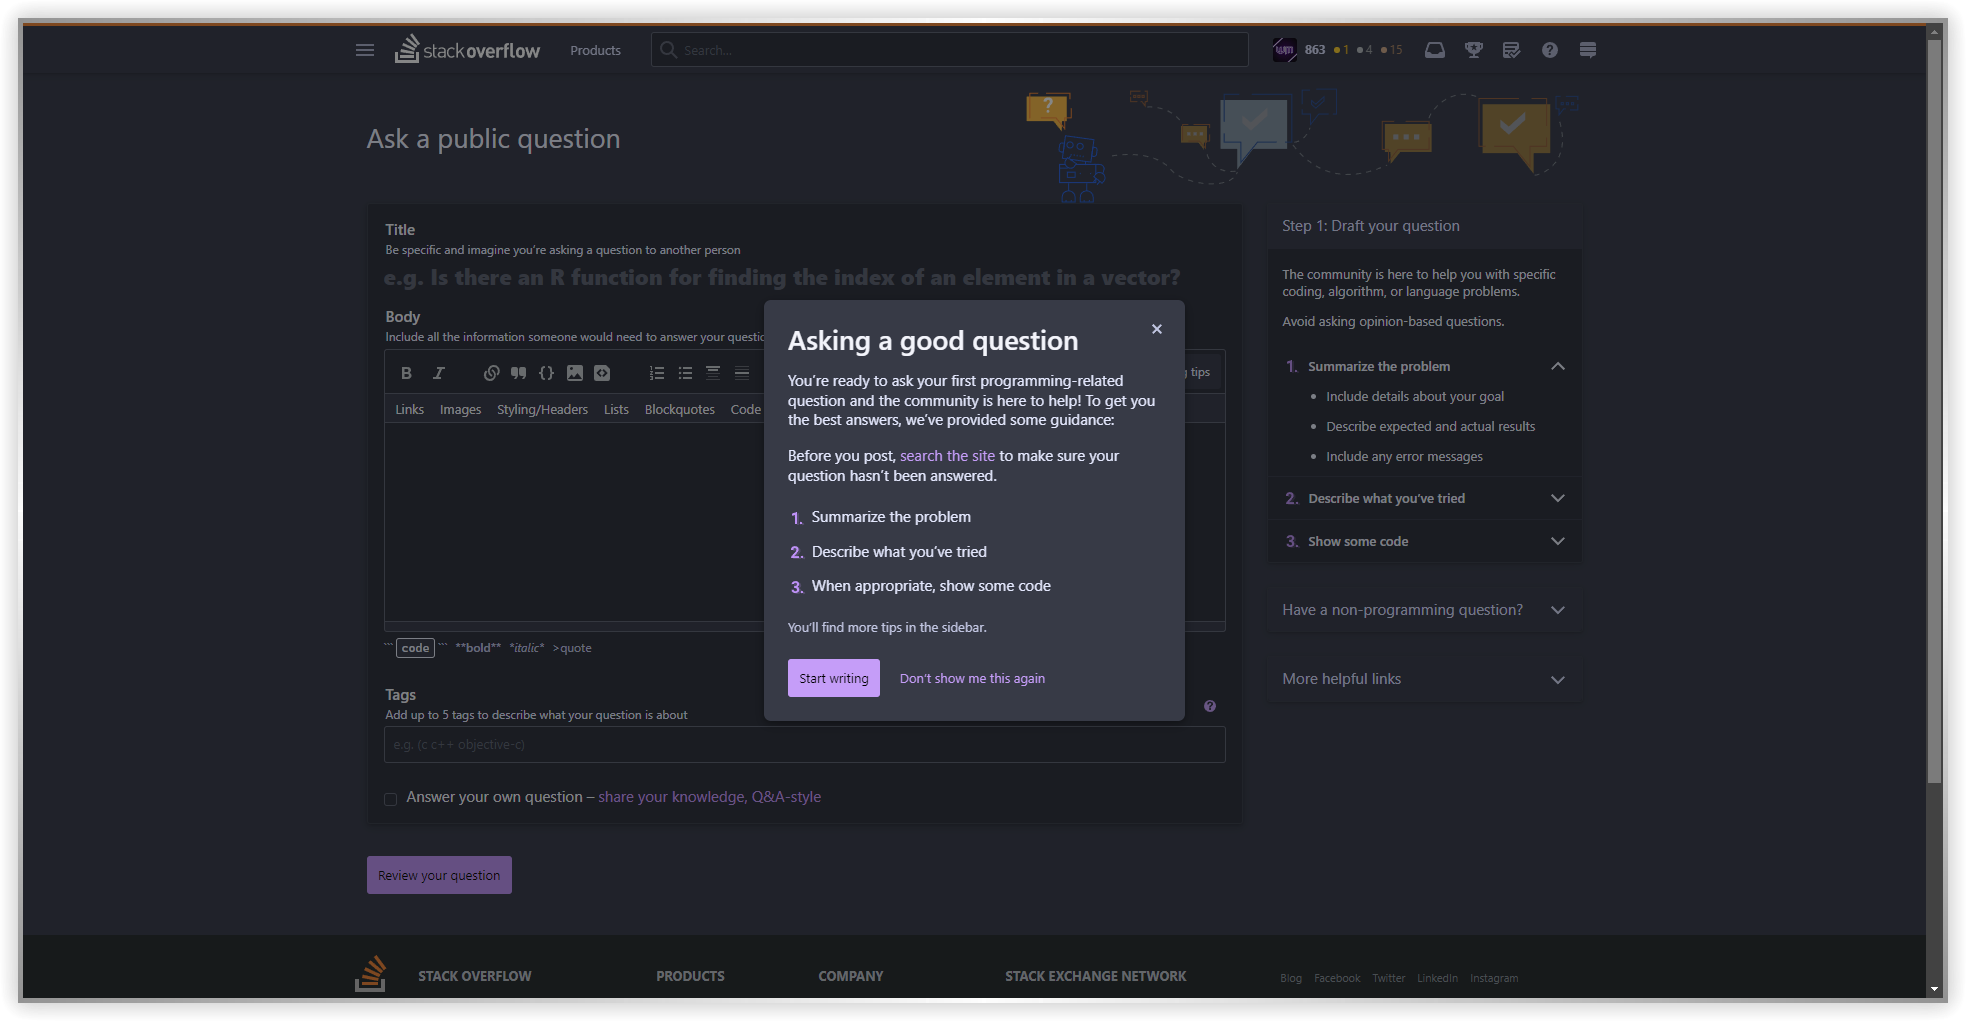 stackoverflow
Products
Search...
wm
863
1
4
15
Ask a public question
Title
Be specific and imagine you're asking a question to another person
e.g. Is there an R function for finding the index of an element in a vector?
Body
Include all the information someone would need to answer your
tips
Links Images Styling/Headers Lists Blockquotes Code
``` code ``` **bold** *italic* >quote
Tags
Add up to 5 tags to describe what your question is about
e.g. (c c++ objective-c)
Answer your own question – share your knowledge, Q&A-style
Review your question
Asking a good question
You're ready to ask your first programming-related
question and the community is here to help! To get you
the best answers, we've provided some guidance:
Before you post, search the site to make sure your
question hasn't been answered.
1. Summarize the problem
2. Describe what you've tried
3. When appropriate, show some code
You'll find more tips in the sidebar.
Start writing
Don't show me this again
Step 1: Draft your question
The community is here to help you with specific
coding, algorithm, or language problems.
Avoid asking opinion-based questions.
1. Summarize the problem
• Include details about your goal
• Describe expected and actual results
• Include any error messages
2. Describe what you've tried
3. Show some code
Have a non-programming question?
More helpful links
STACK OVERFLOW
PRODUCTS
COMPANY
STACK EXCHANGE NETWORK
Blog Facebook Twitter LinkedIn Instagram